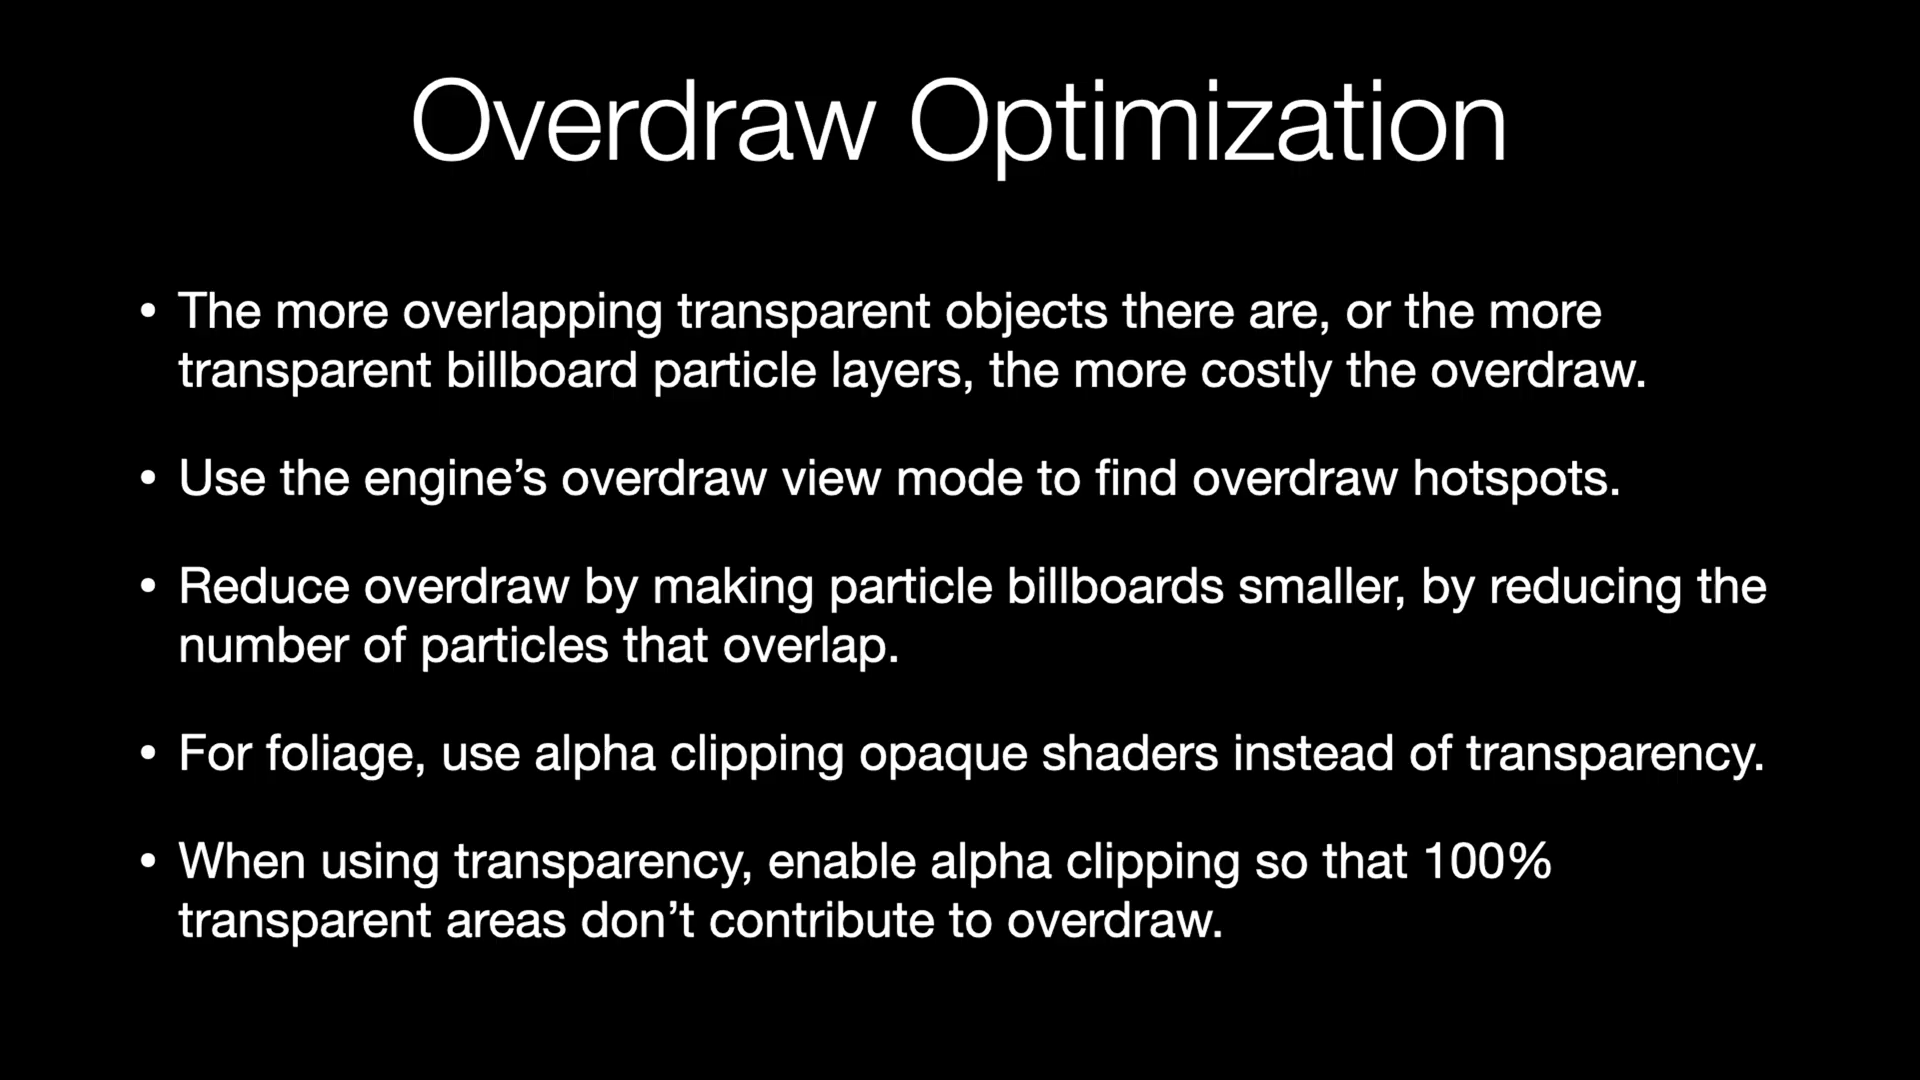 Overdraw Optimization
• The more overlapping transparent objects there are, or the more
transparent billboard particle layers, the more costly the overdraw.
• Use the engine’s overdraw view mode to find overdraw hotspots.
• Reduce overdraw by making particle billboards smaller, by reducing the
number of particles that overlap.
• For foliage, use alpha clipping opaque shaders instead of transparency.
• When using transparency, enable alpha clipping so that 100%
transparent areas don’t contribute to overdraw.